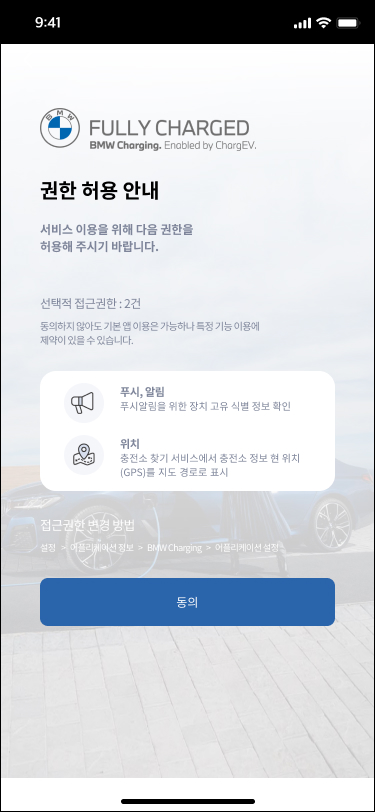 9:41
BMW
FULLY CHARGED
BMW Charging. Enabled by ChargEV.
권한 허용 안내
서비스 이용을 위해 다음 권한을
허용해 주시기 바랍니다.
선택적 접근권한 : 2건
동의하지 않아도 기본 앱 이용은 가능하나 특정 기능 이용에
제약이 있을 수 있습니다.
푸시, 알림
푸시알림을 위한 장치 고유 식별 정보 확인
위치
충전소 찾기 서비스에서 충전소 정보 현 위치
(GPS)를 지도 경로로 표시
접근권한 변경 방법
설정 > 어플리케이션 정보 > BMW Charging > 어플리케이션 설정
동의